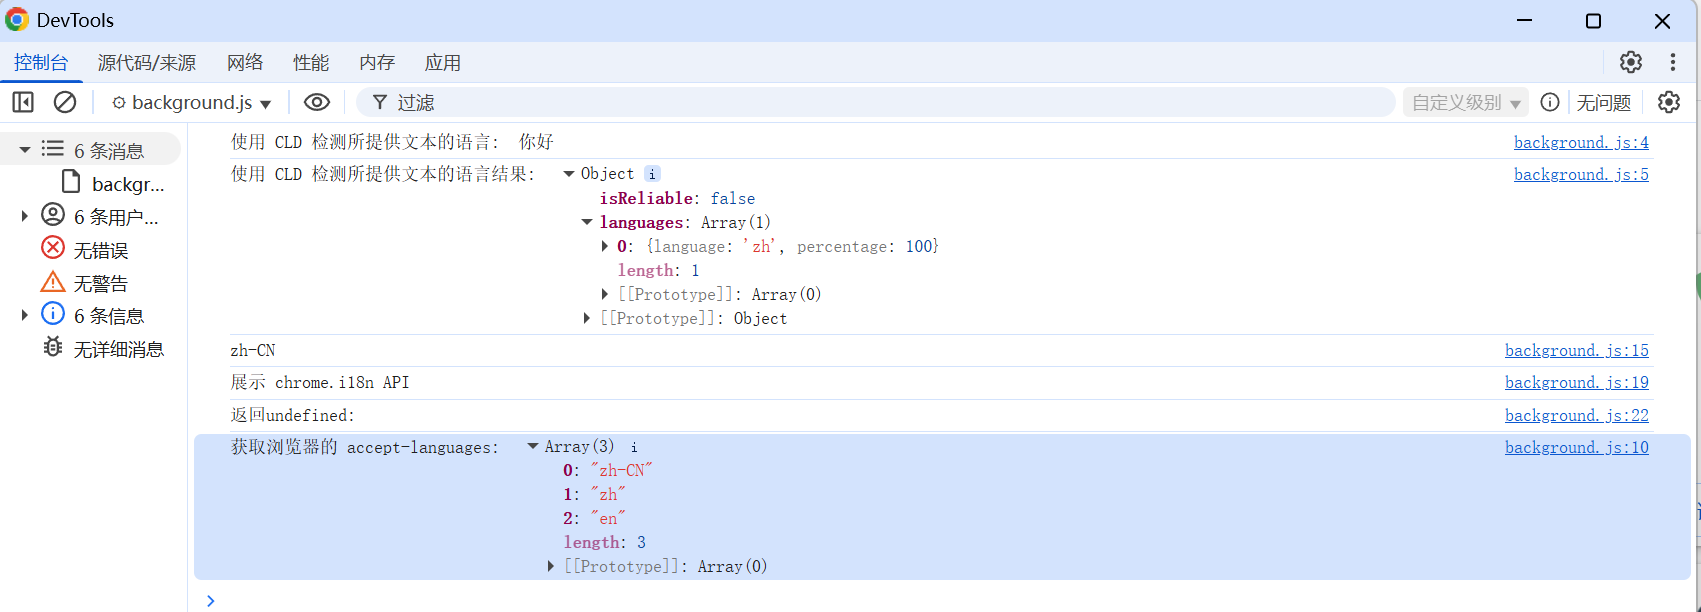 DevTools
控制台 源代码/来源 网络 性能 内存 应用
background.js 过滤 自定义级别 无问题
6 条消息
backgr...
6 条用户...
无错误
无警告
6 条信息
无详细消息
使用 CLD 检测所提供文本的语言: 你好 background.js:4
使用 CLD 检测所提供文本的语言结果: Object i background.js:5
isReliable: false
languages: Array(1)
0: {language: 'zh', percentage: 100}
length: 1
[[Prototype]]: Array(0)
[[Prototype]]: Object
zh-CN background.js:15
展示 chrome.i18n API background.js:19
返回undefined: background.js:22
获取浏览器的 accept-languages: Array(3) i background.js:10
0: "zh-CN"
1: "zh"
2: "en"
length: 3
[[Prototype]]: Array(0)